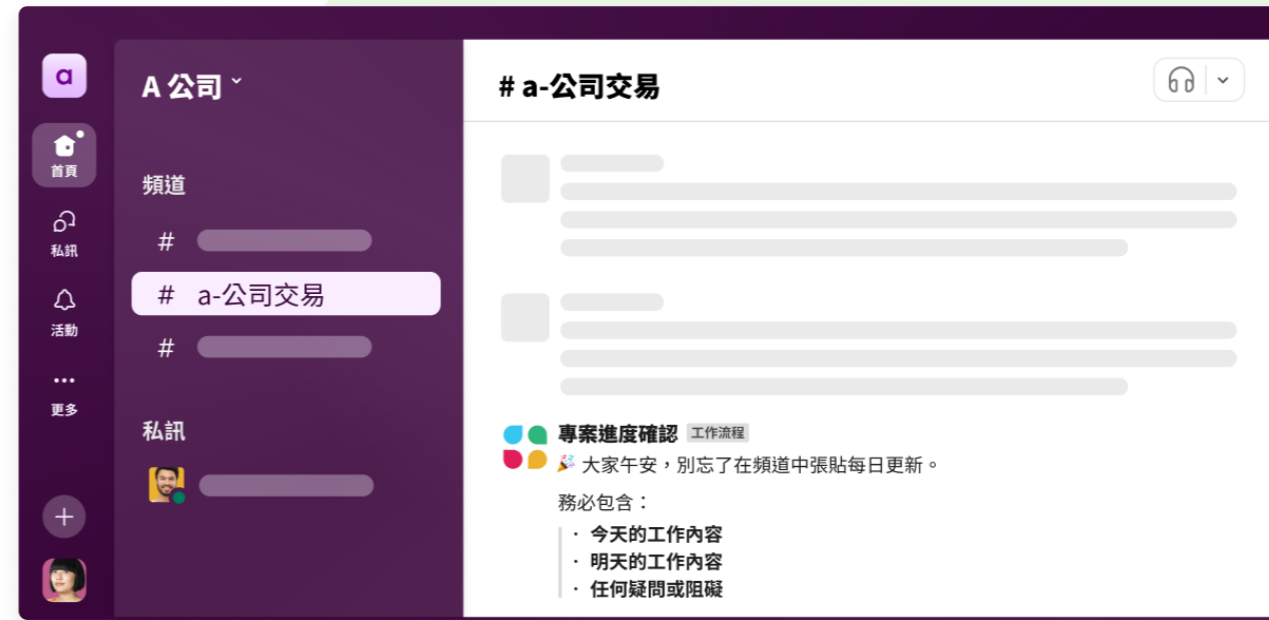 a
首頁
私訊
活動
更多
A 公司
頻道
#
# a-公司交易
#
私訊
# a-公司交易
專案進度確認 工作流程
🎉 大家午安，別忘了在頻道中張貼每日更新。
務必包含：
· 今天的工作內容
· 明天的工作內容
· 任何疑問或阻礙